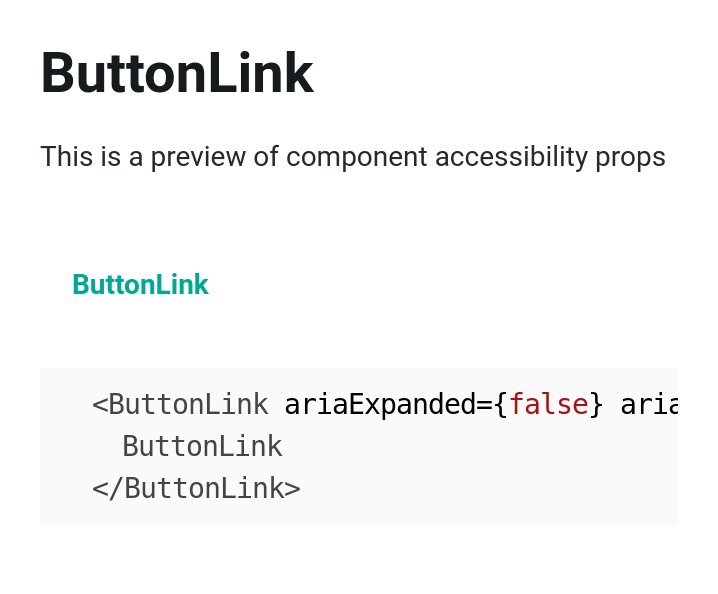 ButtonLink
This is a preview of component accessibility props
ButtonLink
<ButtonLink ariaExpanded={false} aria
ButtonLink
</ButtonLink>